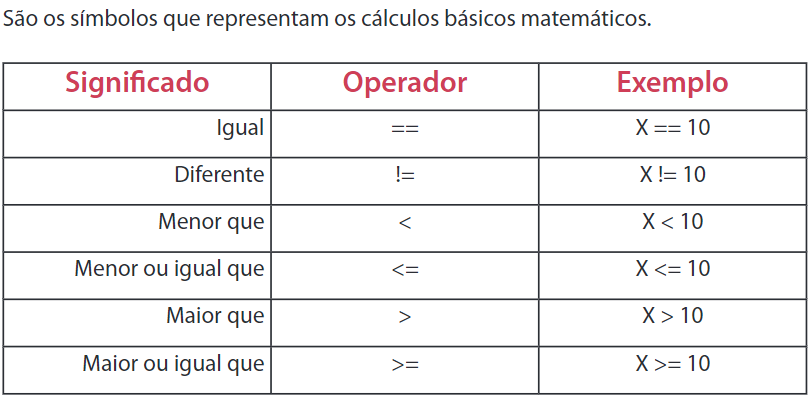 São os símbolos que representam os cálculos básicos matemáticos.
Significado Operador Exemplo
Igual == X == 10
Diferente != X != 10
Menor que < X < 10
Menor ou igual que <= X <= 10
Maior que > X > 10
Maior ou igual que >= X >= 10